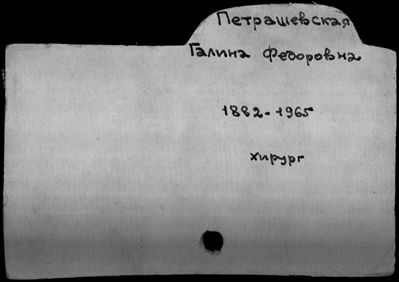 Петрашевская
Галина Федоровна
1882-1965
хирург